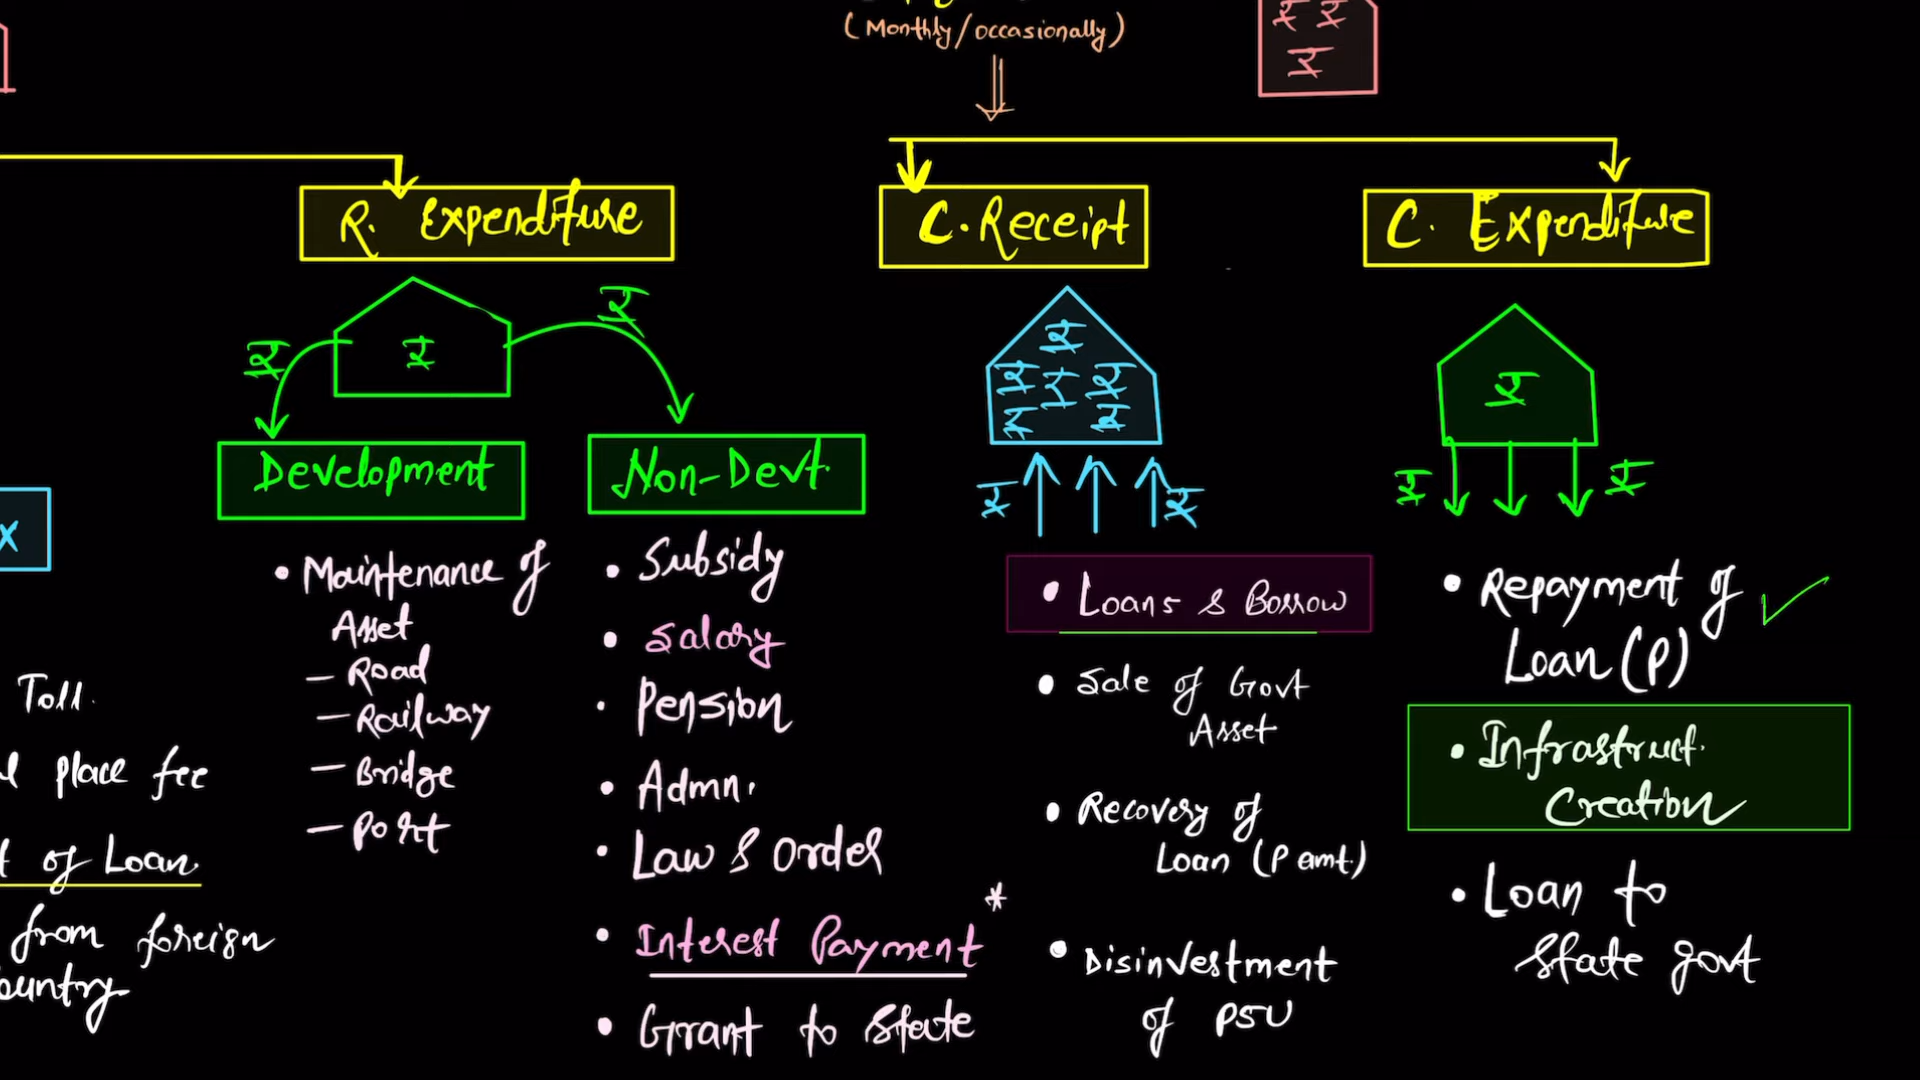 (Monthly/occasionally)
₹ ₹
₹
R. Expenditure
C. Receipt
C. Expenditure
₹
₹
₹
Development
Non-Devt.
• Maintenance of
Asset
– Road
– Railway
– Bridge
– Port
• Subsidy
• Salary
• Pension
• Admn.
• Law & Order
• Interest Payment *
• Grant to State
₹
₹ ₹ ₹
₹ ₹
₹ ₹
• Loans & Borrow
• Sale of Govt
Asset
• Recovery of
Loan (P amt.)
• Disinvestment
of PSU
₹
₹ ₹
• Repayment of
Loan (P)
• Infrastruct.
Creation
• Loan to
State govt
x
Toll.
place fee
of Loan
from foreign